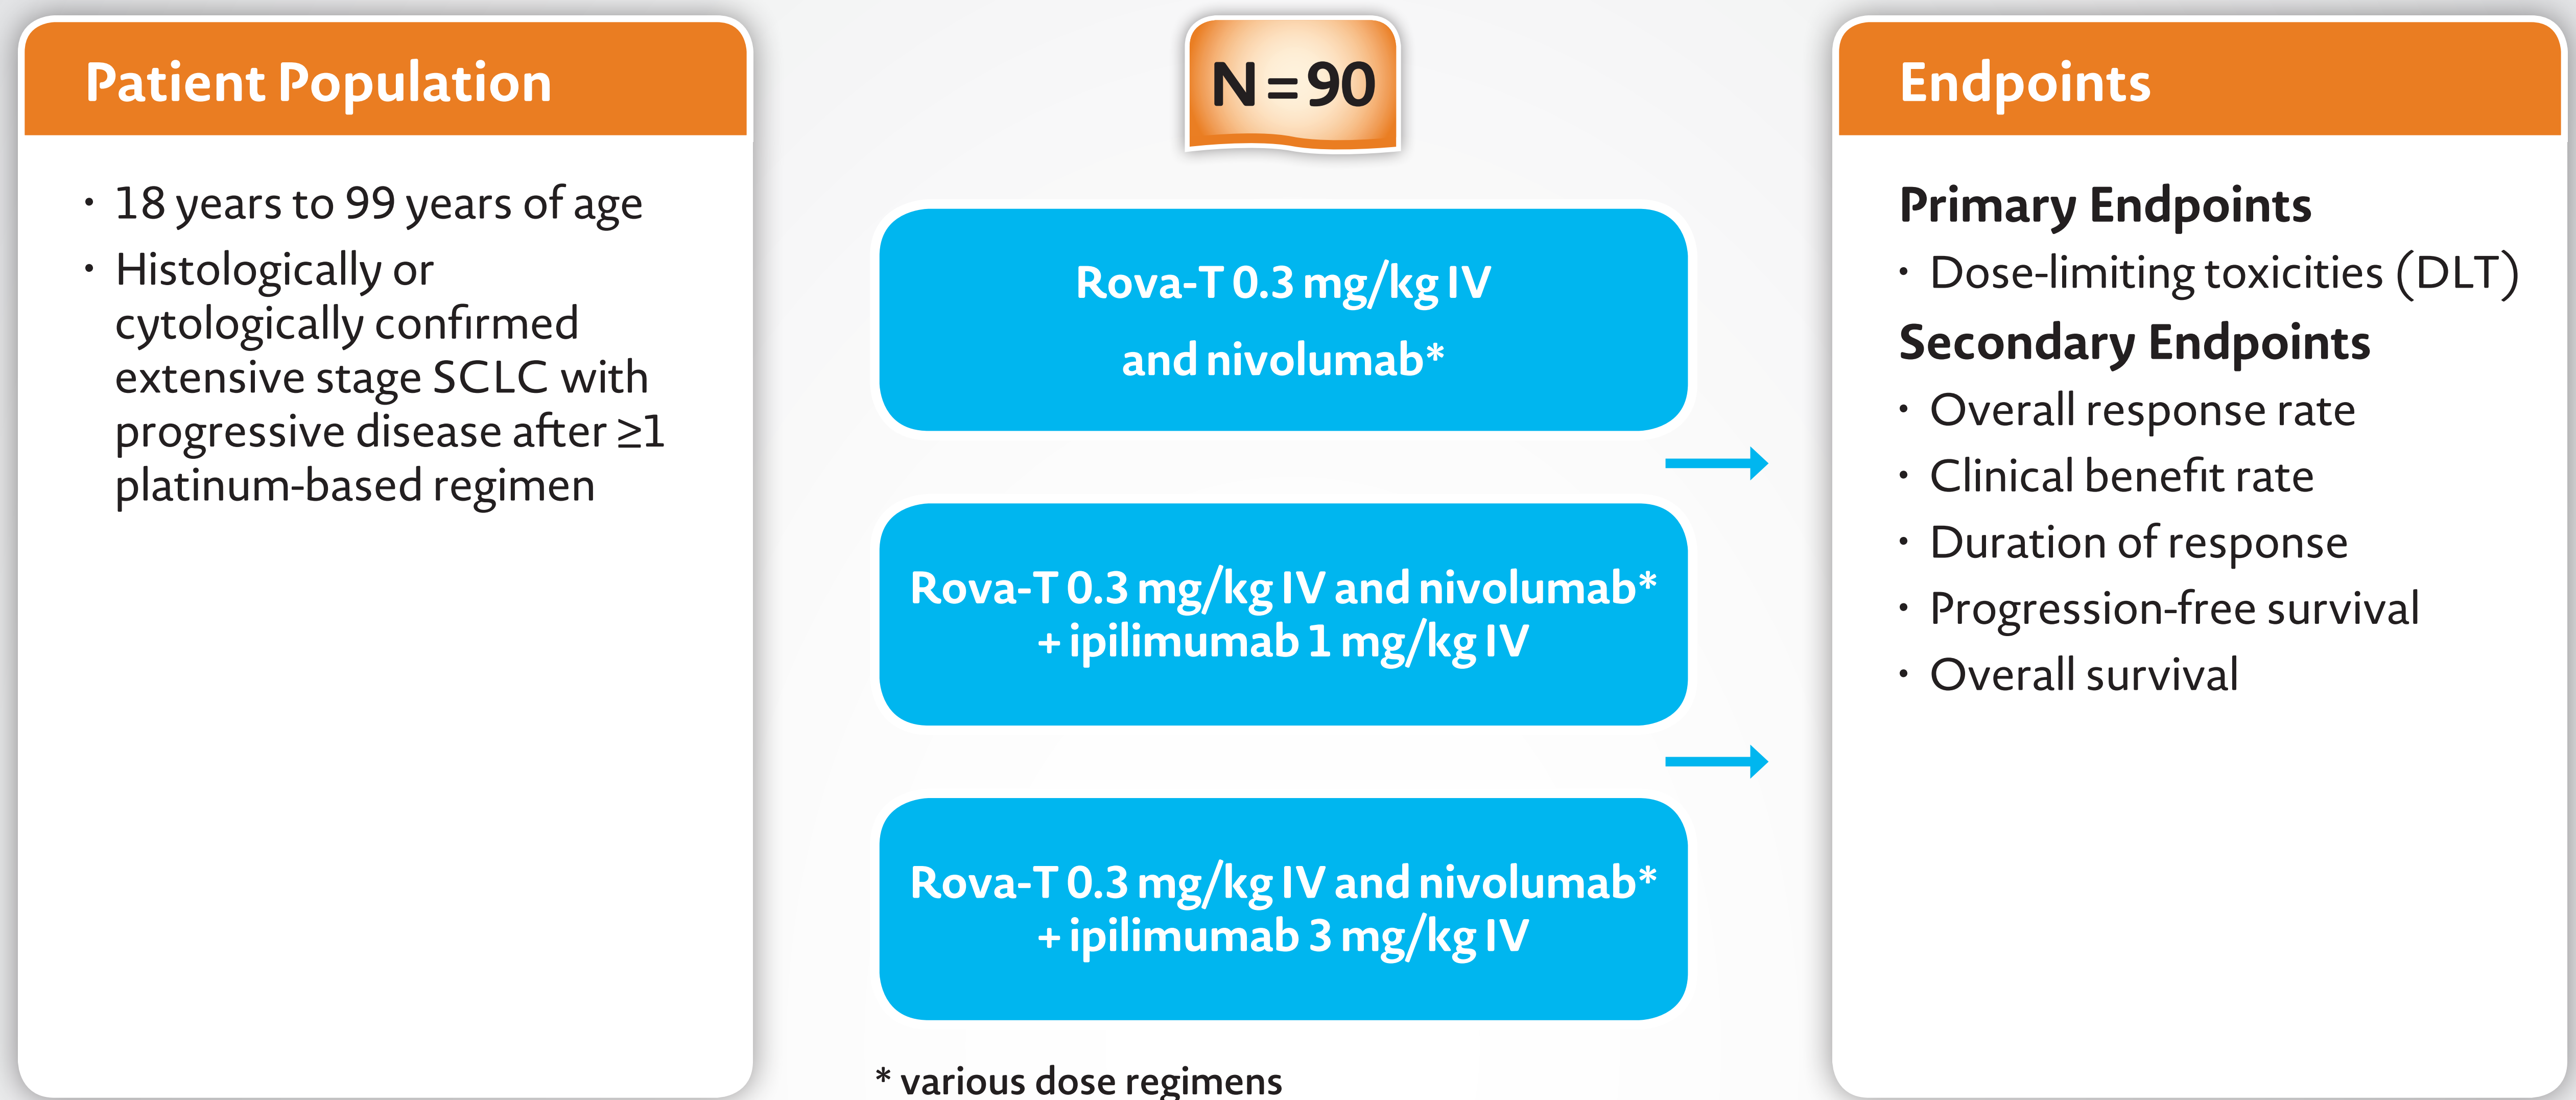 Patient Population
• 18 years to 99 years of age
• Histologically or
cytologically confirmed
extensive stage SCLC with
progressive disease after ≥1
platinum-based regimen
N=90
Rova-T 0.3 mg/kg IV
and nivolumab*
Rova-T 0.3 mg/kg IV and nivolumab*
+ ipilimumab 1 mg/kg IV
Rova-T 0.3 mg/kg IV and nivolumab*
+ ipilimumab 3 mg/kg IV
* various dose regimens
Endpoints
Primary Endpoints
• Dose-limiting toxicities (DLT)
Secondary Endpoints
• Overall response rate
• Clinical benefit rate
• Duration of response
• Progression-free survival
• Overall survival